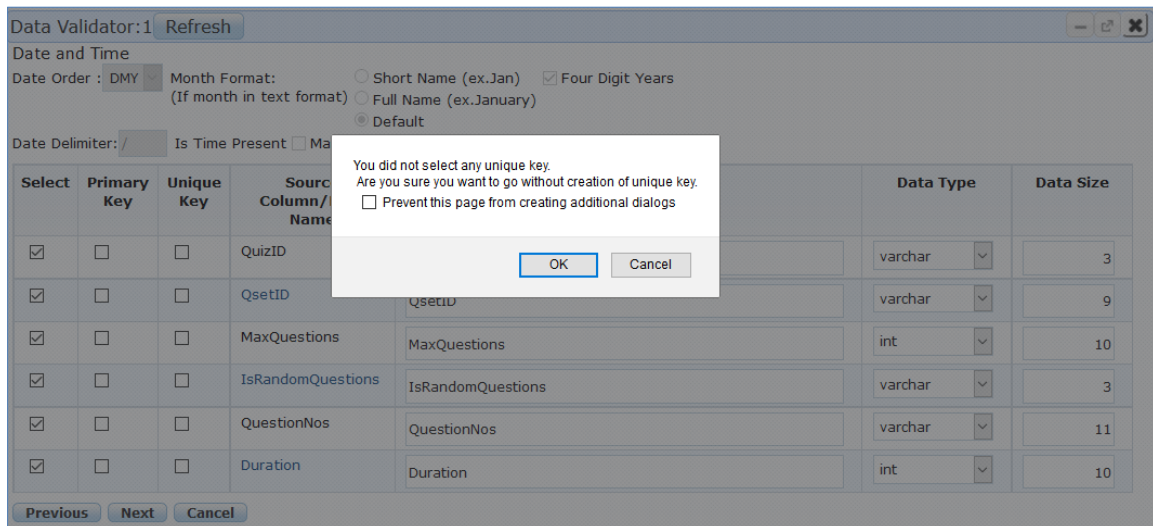 Data Validator:1 Refresh
Date and Time
Date Order : DMY Month Format: Short Name (ex.Jan) Four Digit Years
(If month in text format) Full Name (ex.January)
Default
Date Delimiter: / Is Time Present Ma
You did not select any unique key.
Are you sure you want to go without creation of unique key.
Prevent this page from creating additional dialogs
OK Cancel
Select Primary Unique Sourc Data Type Data Size
Key Key Column/
Name
QuizID varchar 3
QsetID QsetID varchar 9
MaxQuestions MaxQuestions int 10
IsRandomQuestions IsRandomQuestions varchar 3
QuestionNos QuestionNos varchar 11
Duration Duration int 10
Previous Next Cancel